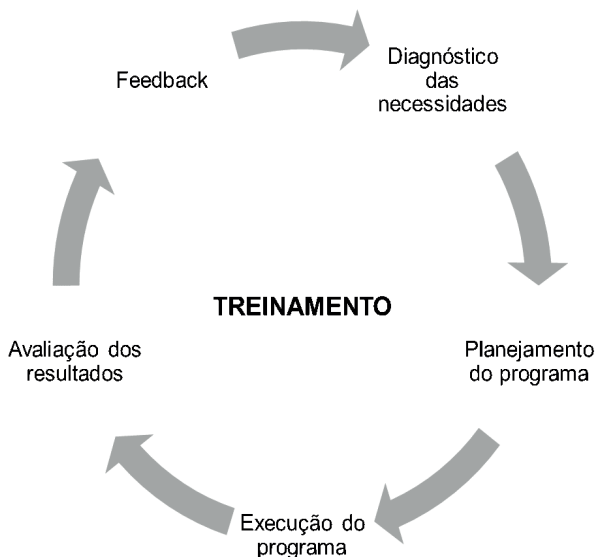 Feedback
Diagnóstico
das
necessidades
TREINAMENTO
Avaliação dos
resultados
Planejamento
do programa
Execução do
programa